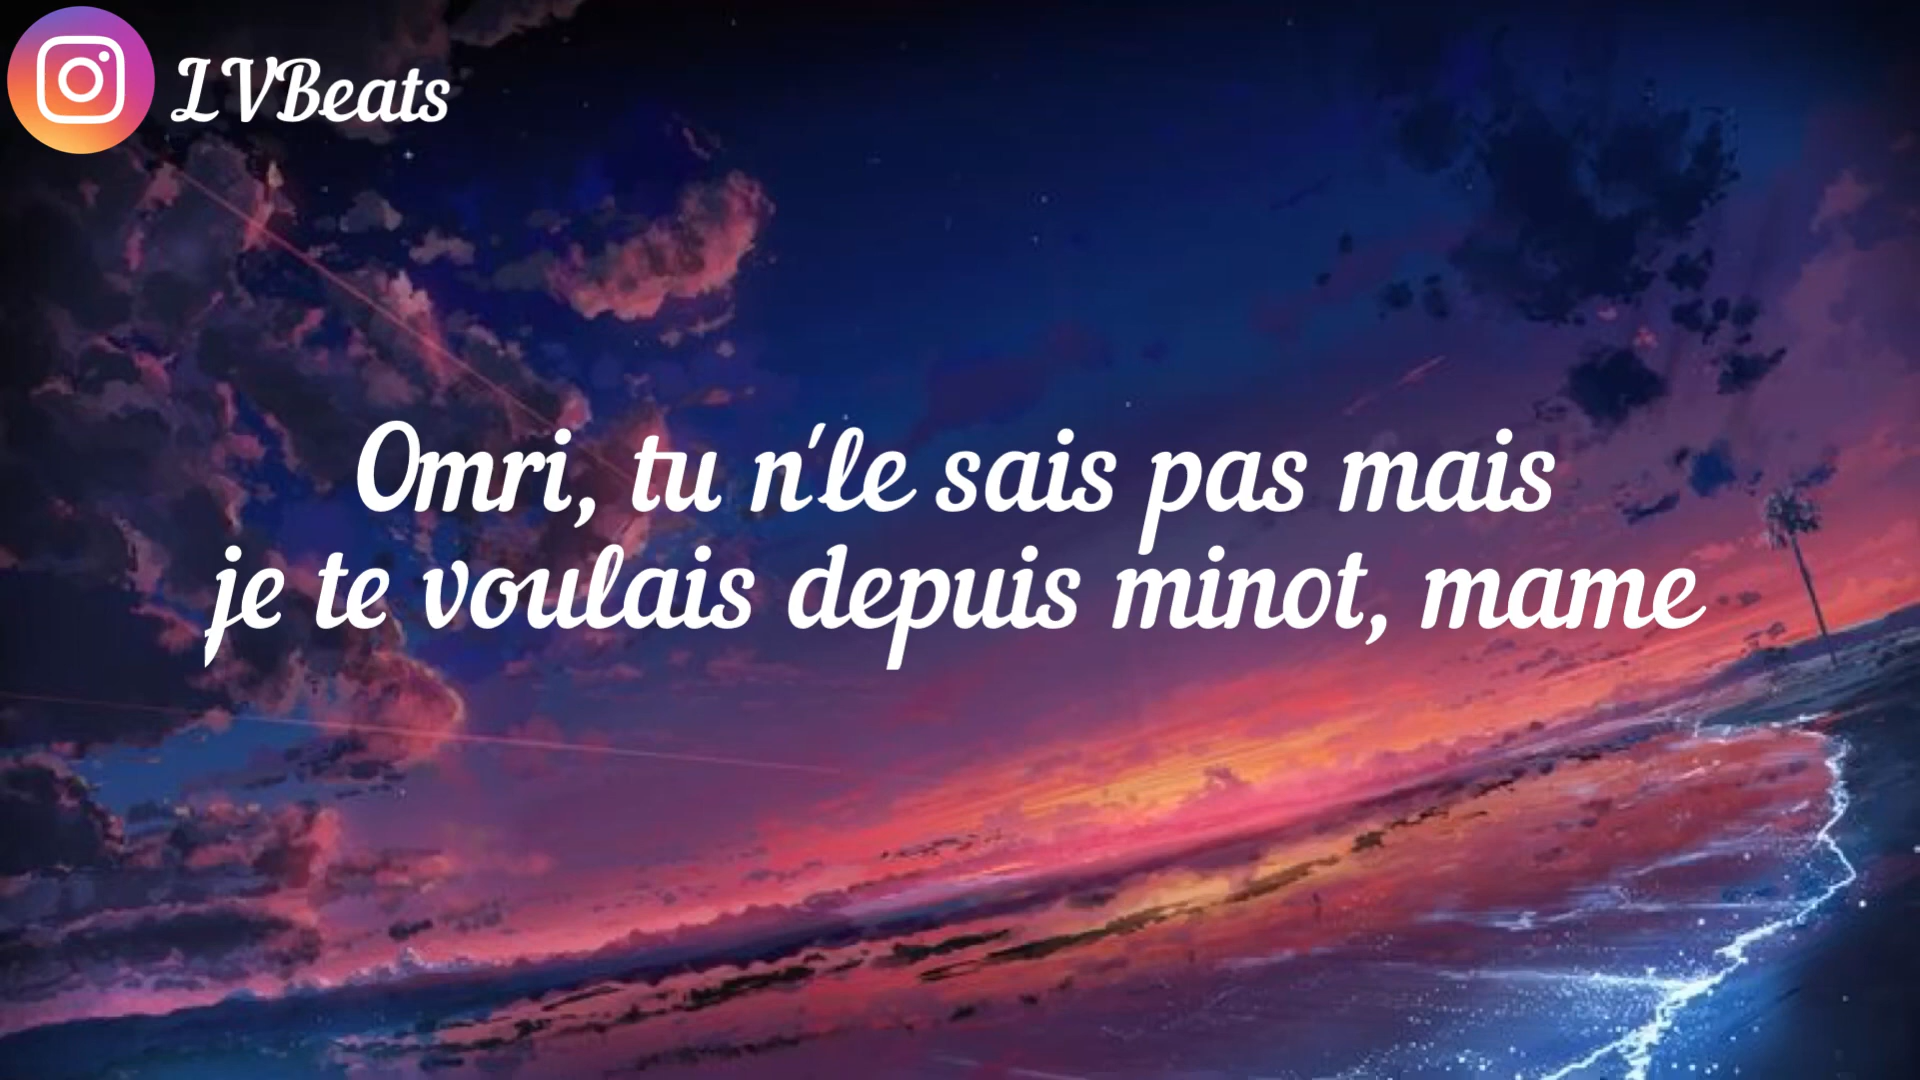 LVBeats
Omri, tu n'le sais pas mais
je te voulais depuis minot, mame